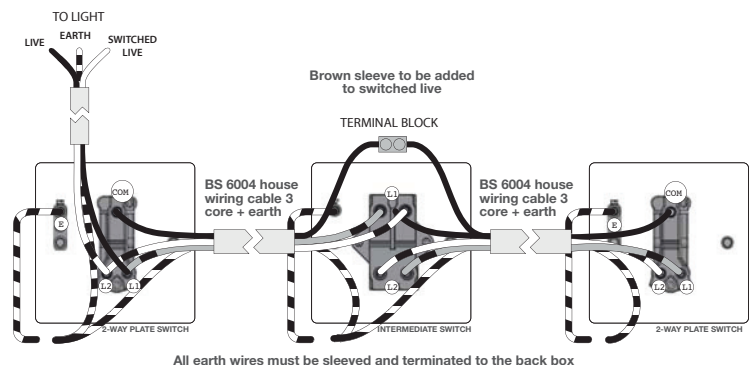 TO LIGHT
LIVE
EARTH
SWITCHED
LIVE
Brown sleeve to be added
to switched live
TERMINAL BLOCK
COM
E
L2
L1
2-WAY PLATE SWITCH
BS 6004 house
wiring cable 3
core + earth
L1
L2
INTERMEDIATE SWITCH
BS 6004 house
wiring cable 3
core + earth
COM
E
L2
L1
2-WAY PLATE SWITCH
All earth wires must be sleeved and terminated to the back box